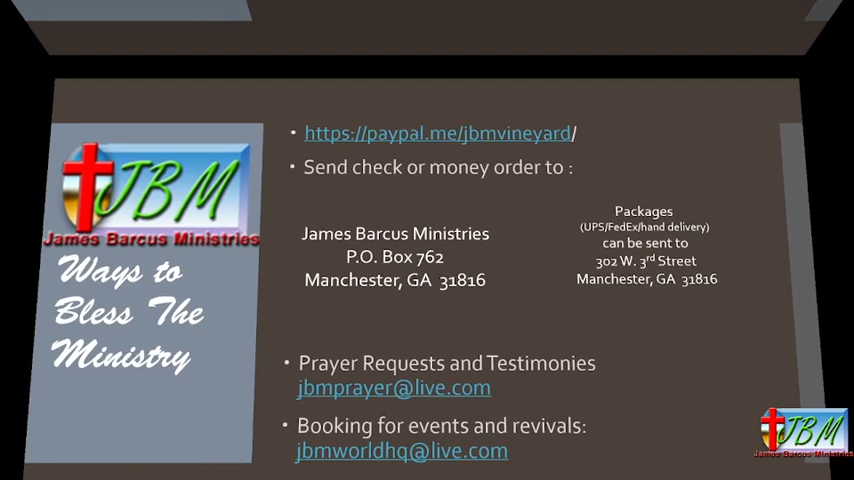 JBM
James Barcus Ministries
Ways to
Bless The
Ministry
• https://paypal.me/jbmvineyard/
• Send check or money order to :
James Barcus Ministries
P.O. Box 762
Manchester, GA 31816
Packages
(UPS/FedEx/hand delivery)
can be sent to
302 W. 3rd Street
Manchester, GA 31816
• Prayer Requests and Testimonies
jbmprayer@live.com
• Booking for events and revivals:
jbmworldhq@live.com
JBM
James Barcus Ministries